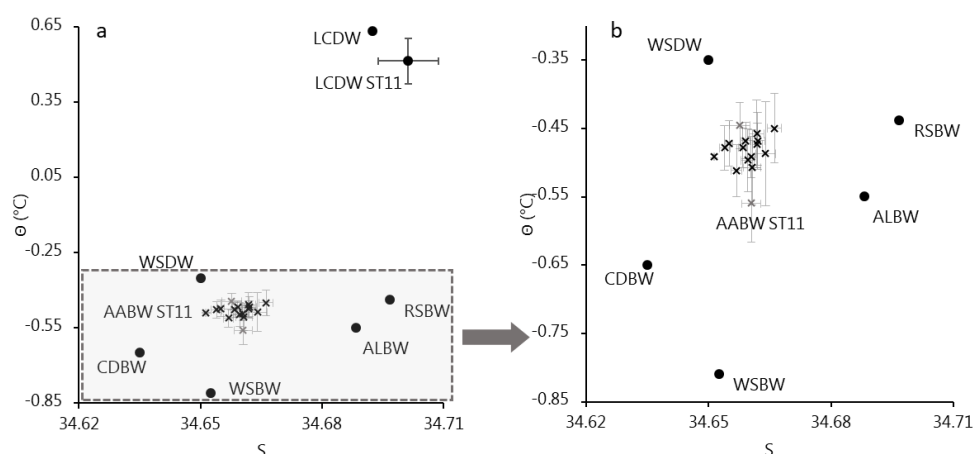 a
0.65
0.35
0.05
-0.25
-0.55
-0.85
Θ (°C)
LCDW
LCDW ST11
WSDW
AABW ST11
RSBW
ALBW
CDBW
WSBW
34.62
34.65
34.68
34.71
S
b
-0.35
-0.45
-0.55
-0.65
-0.75
-0.85
Θ (°C)
WSDW
RSBW
AABW ST11
ALBW
CDBW
WSBW
34.62
34.65
34.68
34.71
S